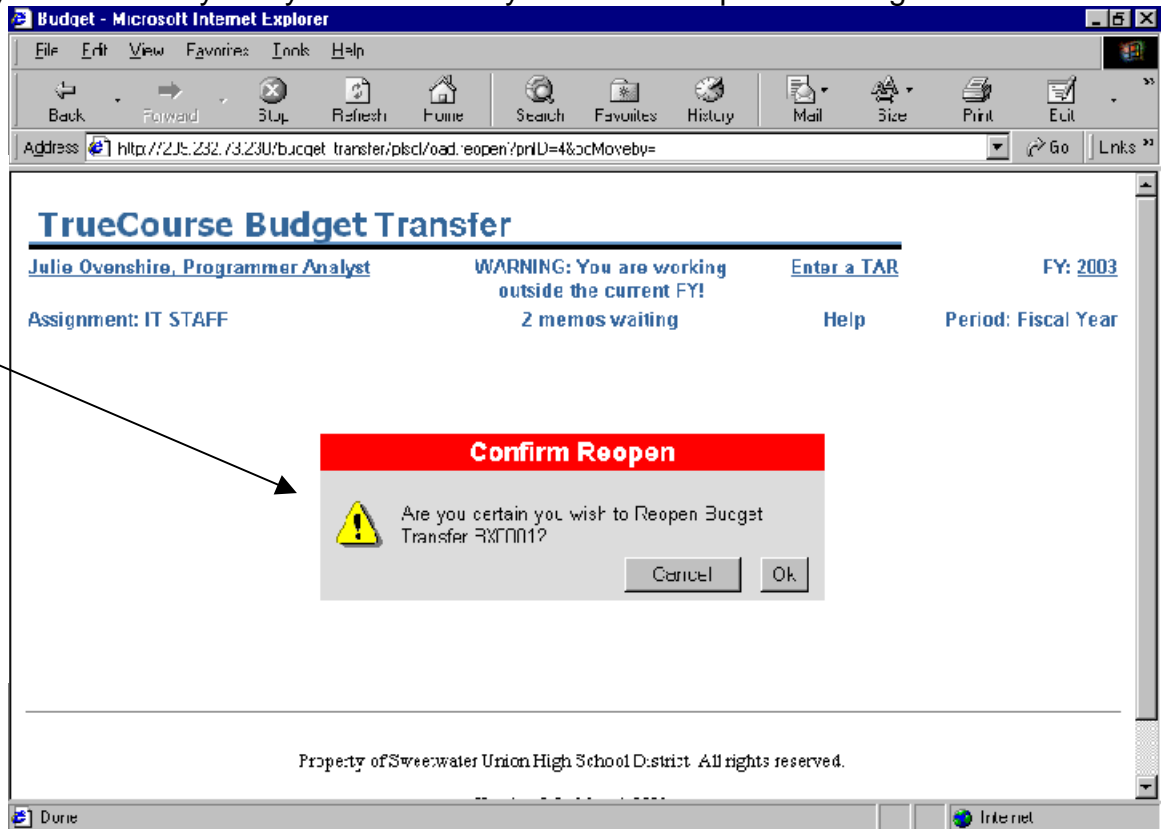 Budget - Microsoft Internet Explorer
File Edit View Favorites Tools Help
Back Forward Stop Refresh Home Search Favorites History Mail Size Print Edit
Address Go Links
TrueCourse Budget Transfer
Julie Ovenshire, Programmer Analyst WARNING: You are working outside the current FY! Enter a TAR FY: 2003
Assignment: IT STAFF 2 memos waiting Help Period: Fiscal Year
Confirm Reopen
Are you certain you wish to Reopen Budget
Transfer
Cancel Ok
Property of Sweetwater Union High School District. All rights reserved.
Done Internet